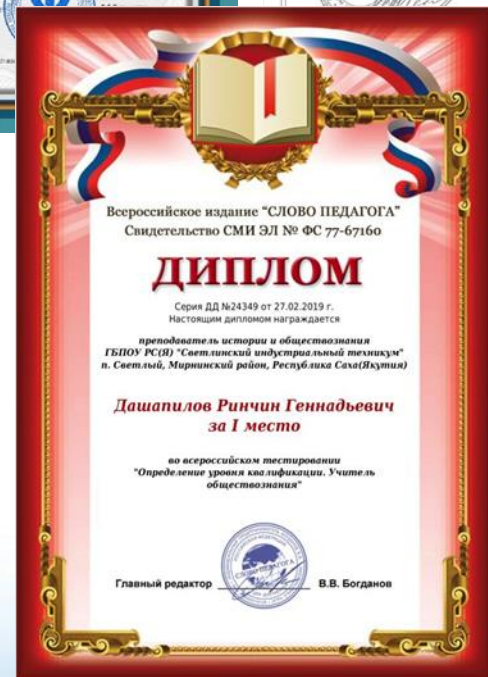 Всероссийское издание "СЛОВО ПЕДАГОГА"
Свидетельство СМИ ЭЛ № ФС 77-67160
ДИПЛОМ
Серия ДД №24349 от 27.02.2019 г.
Настоящим дипломом награждается
преподаватель истории и обществознания
ГБПОУ РС(Я) "Светлинский индустриальный техникум"
п. Светлый, Мирнинский район, Республика Саха(Якутия)
Дашапилов Ринчин Геннадьевич
за I место
во всероссийском тестировании
"Определение уровня квалификации. Учитель
обществознания"
СЛОВО ПЕДАГОГА
Главный редактор В.В. Богданов